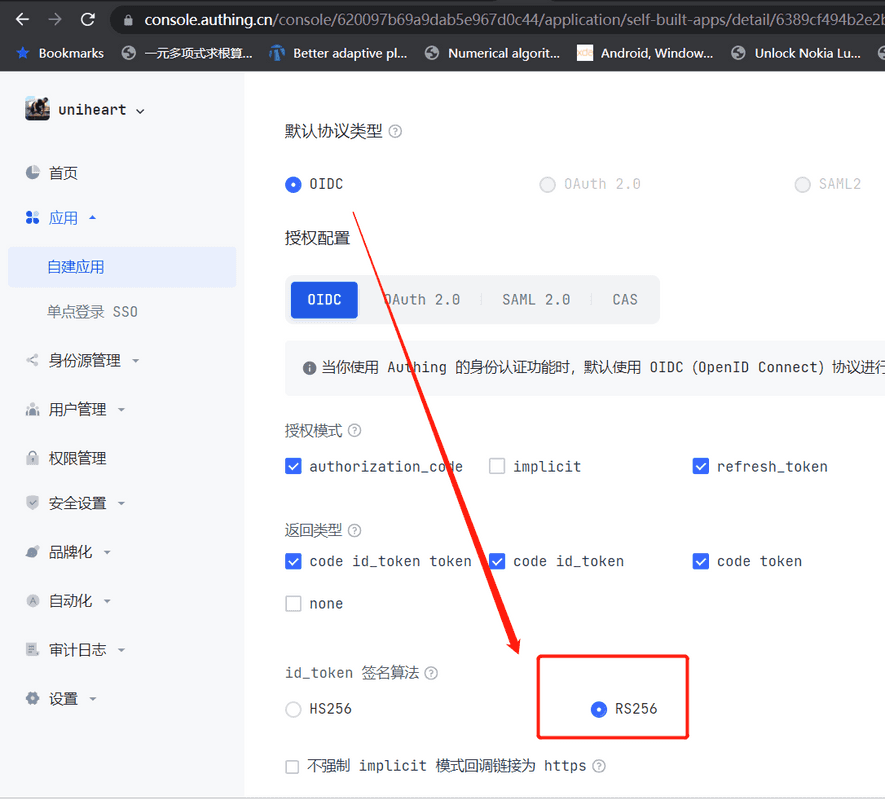 console.authing.cn/console/620097b69a9dab5e967d0c44/application/self-built-apps/detail/6389cf494b2e2b
Bookmarks 一元多项式求根算... Better adaptive pl... Numerical algorit... Android, Window... Unlock Nokia Lu...
uniheart
首页
应用
自建应用
单点登录 SSO
身份源管理
用户管理
权限管理
安全设置
品牌化
自动化
审计日志
设置
默认协议类型
OIDC OAuth 2.0 SAML2
授权配置
OIDC OAuth 2.0 SAML 2.0 CAS
当你使用 Authing 的身份认证功能时，默认使用 OIDC（OpenID Connect）协议进行
授权模式
authorization_code implicit refresh_token
返回类型
code id_token token code id_token code token
none
id_token 签名算法
HS256 RS256
不强制 implicit 模式回调链接为 https